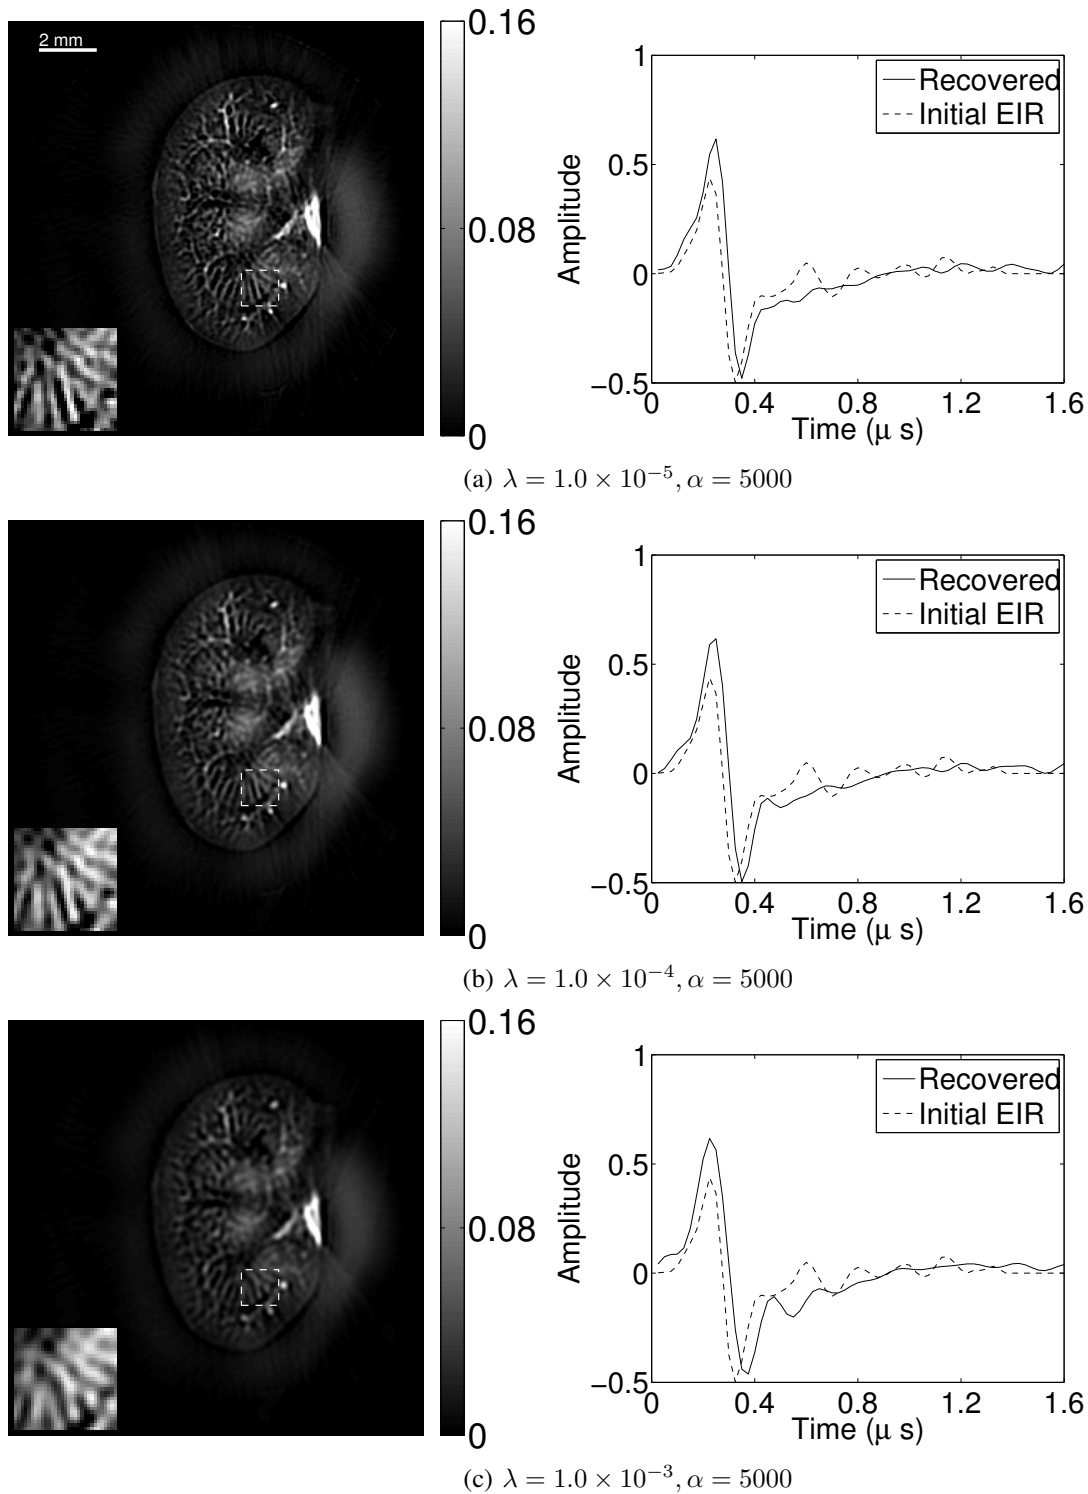 2 mm
0.16
0.08
0
1
0.5
0
−0.5
Amplitude
Recovered
Initial EIR
0 0.4 0.8 1.2 1.6
Time (μ s)
(a) λ = 1.0 × 10⁻⁵, α = 5000
0.16
0.08
0
1
0.5
0
−0.5
Amplitude
Recovered
Initial EIR
0 0.4 0.8 1.2 1.6
Time (μ s)
(b) λ = 1.0 × 10⁻⁴, α = 5000
0.16
0.08
0
1
0.5
0
−0.5
Amplitude
Recovered
Initial EIR
0 0.4 0.8 1.2 1.6
Time (μ s)
(c) λ = 1.0 × 10⁻³, α = 5000